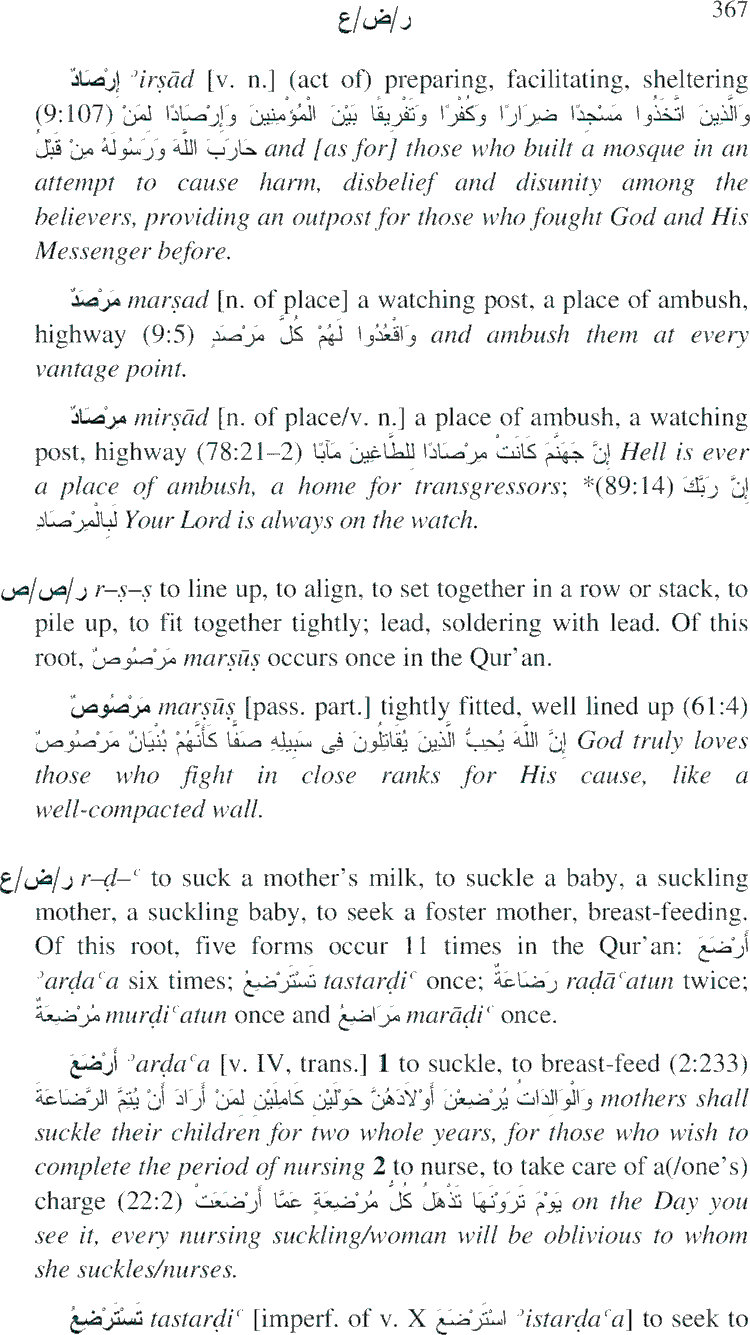 ر/ض/ع 367
إِرْصَادٌ ʾirṣād [v. n.] (act of) preparing, facilitating, sheltering
(9:107) وَالَّذِينَ اتَّخَذُوا مَسْجِدًا ضِرَارًا وَكُفْرًا وَتَفْرِيقًا بَيْنَ الْمُؤْمِنِينَ وَإِرْصَادًا لِمَنْ
حَارَبَ اللَّهَ وَرَسُولَهُ مِنْ قَبْلُ and [as for] those who built a mosque in an
attempt to cause harm, disbelief and disunity among the
believers, providing an outpost for those who fought God and His
Messenger before.
مَرْصَدٌ marṣad [n. of place] a watching post, a place of ambush,
highway (9:5) وَاقْعُدُوا لَهُمْ كُلَّ مَرْصَدٍ and ambush them at every
vantage point.
مِرْصَادٌ mirṣād [n. of place/v. n.] a place of ambush, a watching
post, highway (78:21–2) إِنَّ جَهَنَّمَ كَانَتْ مِرْصَادًا لِلطَّاغِينَ مَآبًا Hell is ever
a place of ambush, a home for transgressors; *(89:14) إِنَّ رَبَّكَ
لَبِالْمِرْصَادِ Your Lord is always on the watch.
ر/ص/ص r–ṣ–ṣ to line up, to align, to set together in a row or stack, to
pile up, to fit together tightly; lead, soldering with lead. Of this
root, مَرْصُوصٌ marṣūṣ occurs once in the Qur'an.
مَرْصُوصٌ marṣūṣ [pass. part.] tightly fitted, well lined up (61:4)
إِنَّ اللَّهَ يُحِبُّ الَّذِينَ يُقَاتِلُونَ فِى سَبِيلِهِ صَفًّا كَأَنَّهُمْ بُنْيَانٌ مَرْصُوصٌ God truly loves
those who fight in close ranks for His cause, like a
well-compacted wall.
ر/ض/ع r–ḍ–ʿ to suck a mother's milk, to suckle a baby, a suckling
mother, a suckling baby, to seek a foster mother, breast-feeding.
Of this root, five forms occur 11 times in the Qur'an: أَرْضَعَ
ʾarḍaʿa six times; تَسْتَرْضِعُ tastarḍiʿ once; رَضَاعَةٌ raḍāʿatun twice;
مُرْضِعَةٌ murḍiʿatun once and مَرَاضِعُ marāḍiʿ once.
أَرْضَعَ ʾarḍaʿa [v. IV, trans.] 1 to suckle, to breast-feed (2:233)
وَالْوَالِدَاتُ يُرْضِعْنَ أَوْلَادَهُنَّ حَوْلَيْنِ كَامِلَيْنِ لِمَنْ أَرَادَ أَنْ يُتِمَّ الرَّضَاعَةَ mothers shall
suckle their children for two whole years, for those who wish to
complete the period of nursing 2 to nurse, to take care of a(/one's)
charge (22:2) يَوْمَ تَرَوْنَهَا تَذْهَلُ كُلُّ مُرْضِعَةٍ عَمَّا أَرْضَعَتْ on the Day you
see it, every nursing suckling/woman will be oblivious to whom
she suckles/nurses.
تَسْتَرْضِعُ tastarḍiʿ [imperf. of v. X اسْتَرْضَعَ ʾistarḍaʿa] to seek to